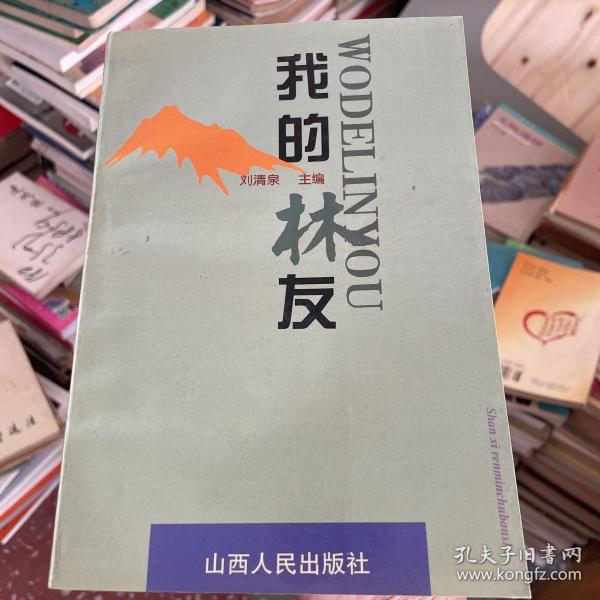 我的林友
WODELINYOU
刘清泉 主编
Shan xi renminchubansh
山西人民出版社
孔夫子旧书网
www.kongfz.com